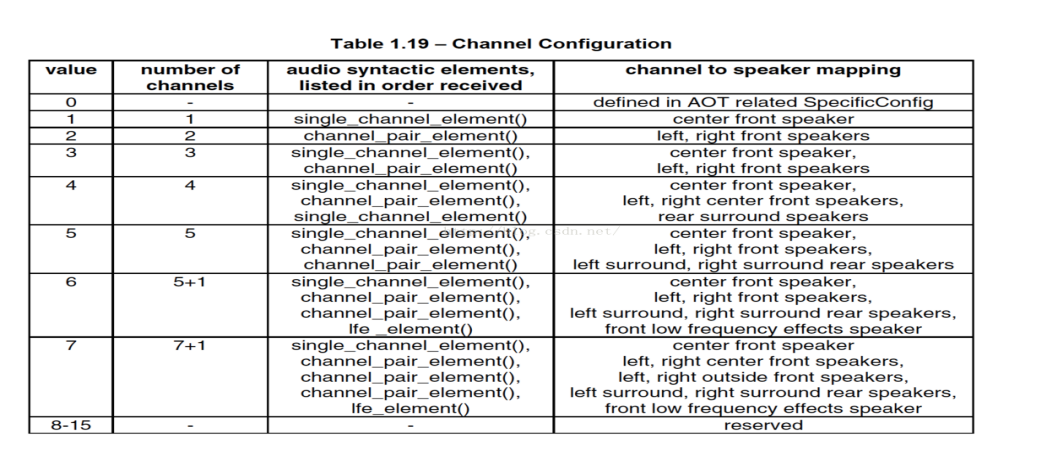 Table 1.19 – Channel Configuration
value number of channels audio syntactic elements, listed in order received channel to speaker mapping
0 - - defined in AOT related SpecificConfig
1 1 single_channel_element() center front speaker
2 2 channel_pair_element() left, right front speakers
3 3 single_channel_element(), center front speaker,
channel_pair_element() left, right front speakers
4 4 single_channel_element(), center front speaker,
channel_pair_element(), left, right center front speakers,
single_channel_element() rear surround speakers
5 5 single_channel_element(), center front speaker,
channel_pair_element(), left, right front speakers,
channel_pair_element() left surround, right surround rear speakers
6 5+1 single_channel_element(), center front speaker,
channel_pair_element(), left, right front speakers,
channel_pair_element(), left surround, right surround rear speakers,
lfe _element() front low frequency effects speaker
7 7+1 single_channel_element(), center front speaker
channel_pair_element(), left, right center front speakers,
channel_pair_element(), left, right outside front speakers,
channel_pair_element(), left surround, right surround rear speakers,
lfe_element() front low frequency effects speaker
8-15 - - reserved